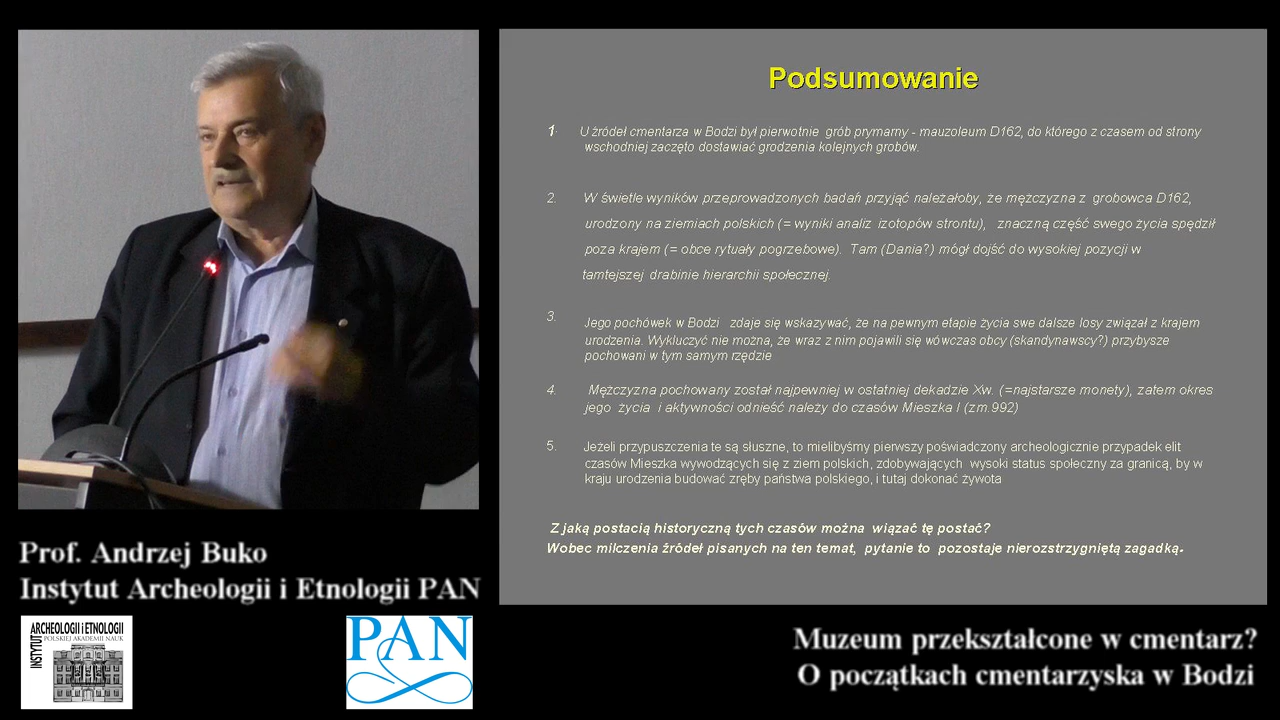 Podsumowanie
1. U źródeł cmentarza w Bodzi był pierwotnie grób prymarny - mauzoleum D162, do którego z czasem od strony
wschodniej zaczęto dostawiać grodzenia kolejnych grobów.
2. W świetle wyników przeprowadzonych badań przyjąć należałoby, że mężczyzna z grobowca D162,
urodzony na ziemiach polskich (= wyniki analiz izotopów strontu), znaczną część swego życia spędził
poza krajem (= obce rytuały pogrzebowe). Tam (Dania?) mógł dojść do wysokiej pozycji w
tamtejszej drabinie hierarchii społecznej.
3. Jego pochówek w Bodzi zdaje się wskazywać, że na pewnym etapie życia swe dalsze losy związał z krajem
urodzenia. Wykluczyć nie można, że wraz z nim pojawili się wówczas obcy (skandynawscy?) przybysze
pochowani w tym samym rzędzie
4. Mężczyzna pochowany został najpewniej w ostatniej dekadzie Xw. (=najstarsze monety), zatem okres
jego życia i aktywności odnieść należy do czasów Mieszka I (zm.992)
5. Jeżeli przypuszczenia te są słuszne, to mielibyśmy pierwszy poświadczony archeologicznie przypadek elit
czasów Mieszka wywodzących się z ziem polskich, zdobywających wysoki status społeczny za granicą, by w
kraju urodzenia budować zręby państwa polskiego, i tutaj dokonać żywota
Z jaką postacią historyczną tych czasów można wiązać tę postać?
Wobec milczenia źródeł pisanych na ten temat, pytanie to pozostaje nierozstrzygniętą zagadką.
Prof. Andrzej Buko
Instytut Archeologii i Etnologii PAN
INSTYTUT
ARCHEOLOGII i ETNOLOGII
POLSKIEJ AKADEMII NAUK
PAN
Muzeum przekształcone w cmentarz?
O początkach cmentarzyska w Bodzi